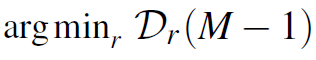 arg min_r 𝒟_r(M − 1)